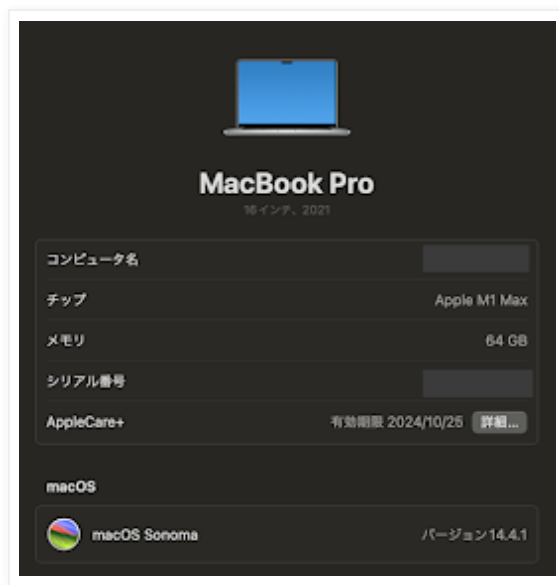 MacBook Pro
16インチ、2021
コンピュータ名
チップ Apple M1 Max
メモリ 64 GB
シリアル番号
AppleCare+ 有効期限 2024/10/25 詳細...
macOS
macOS Sonoma バージョン14.4.1